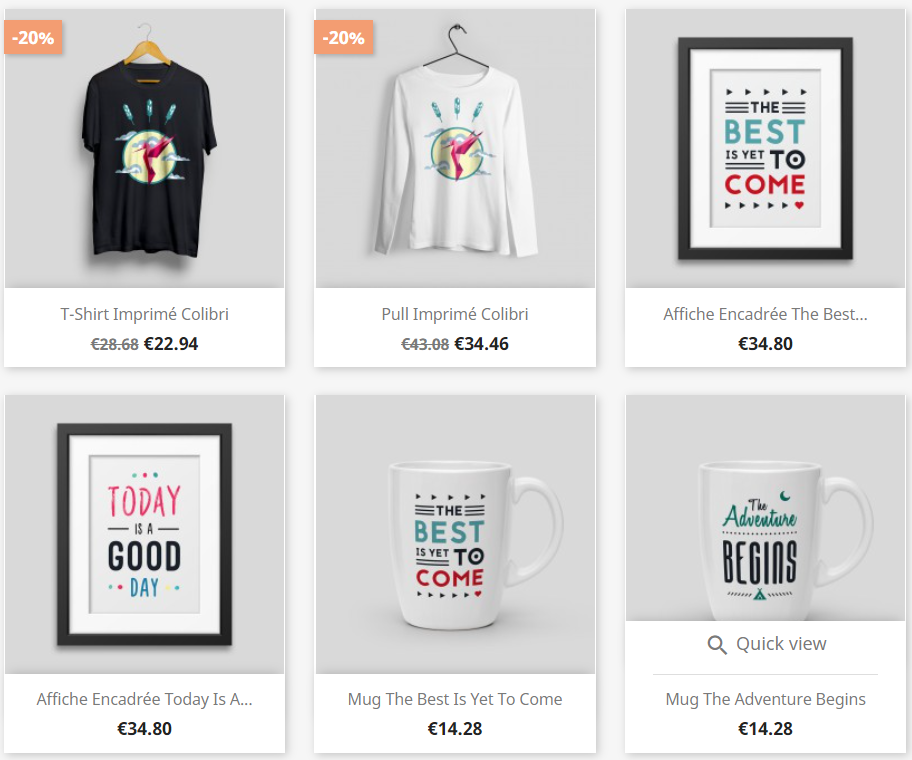 -20%
T-Shirt Imprimé Colibri
€28.68 €22.94
-20%
Pull Imprimé Colibri
€43.08 €34.46
THE
BEST
IS YET TO
COME
Affiche Encadrée The Best...
€34.80
TODAY
IS A
GOOD
DAY
Affiche Encadrée Today Is A...
€34.80
THE
BEST
IS YET TO
COME
Mug The Best Is Yet To Come
€14.28
The
Adventure
BEGINS
Quick view
Mug The Adventure Begins
€14.28